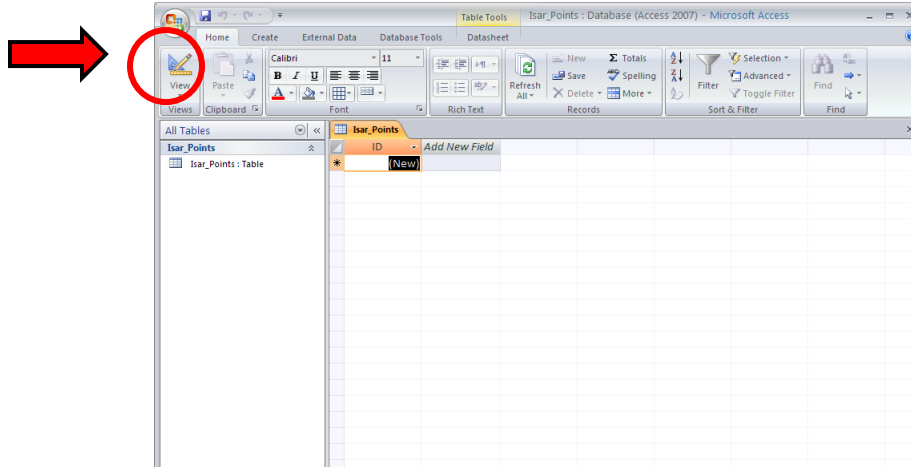 Table Tools
Isar_Points : Database (Access 2007) - Microsoft Access
Home Create External Data Database Tools Datasheet
View
Paste
Calibri 11
B I U
A
Refresh All
New
Save
Delete
Σ Totals
Spelling
More
Filter
Selection
Advanced
Toggle Filter
Find
Views Clipboard Font Rich Text Records Sort & Filter Find
All Tables
Isar_Points
Isar_Points : Table
Isar_Points
ID Add New Field
* (New)